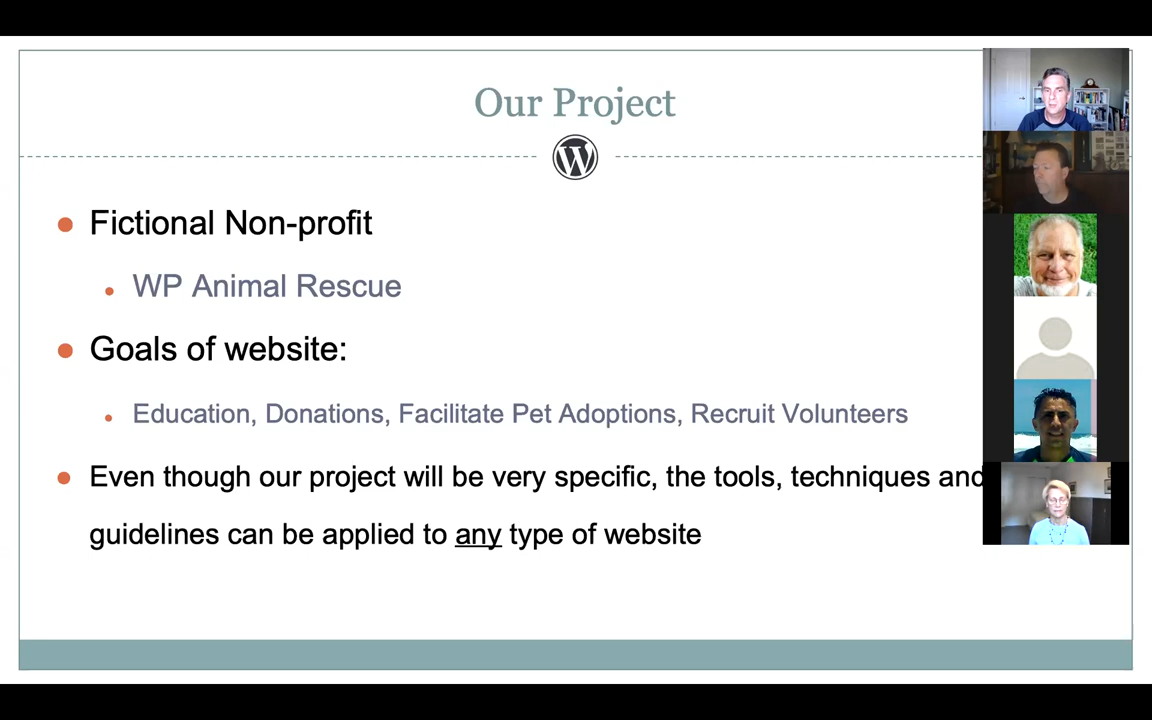 Our Project
Fictional Non-profit
WP Animal Rescue
Goals of website:
Education, Donations, Facilitate Pet Adoptions, Recruit Volunteers
Even though our project will be very specific, the tools, techniques and
guidelines can be applied to any type of website